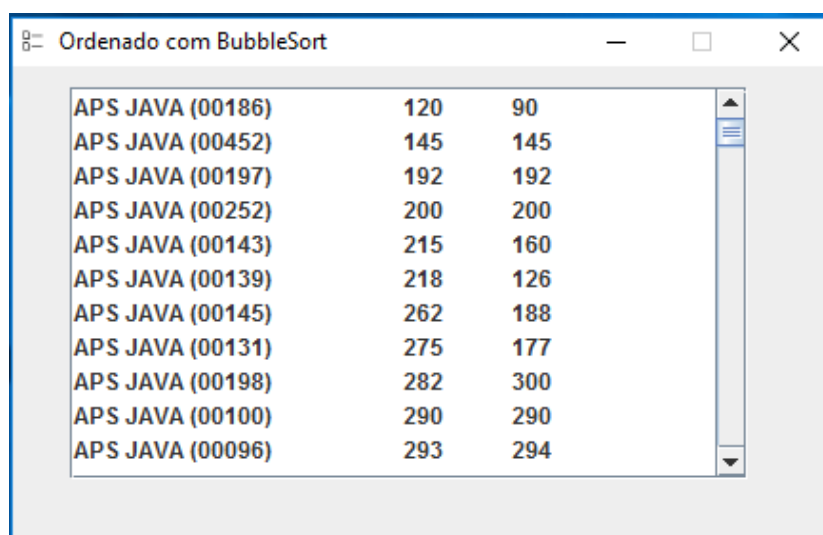 Ordenado com BubbleSort
APS JAVA (00186) 120 90
APS JAVA (00452) 145 145
APS JAVA (00197) 192 192
APS JAVA (00252) 200 200
APS JAVA (00143) 215 160
APS JAVA (00139) 218 126
APS JAVA (00145) 262 188
APS JAVA (00131) 275 177
APS JAVA (00198) 282 300
APS JAVA (00100) 290 290
APS JAVA (00096) 293 294